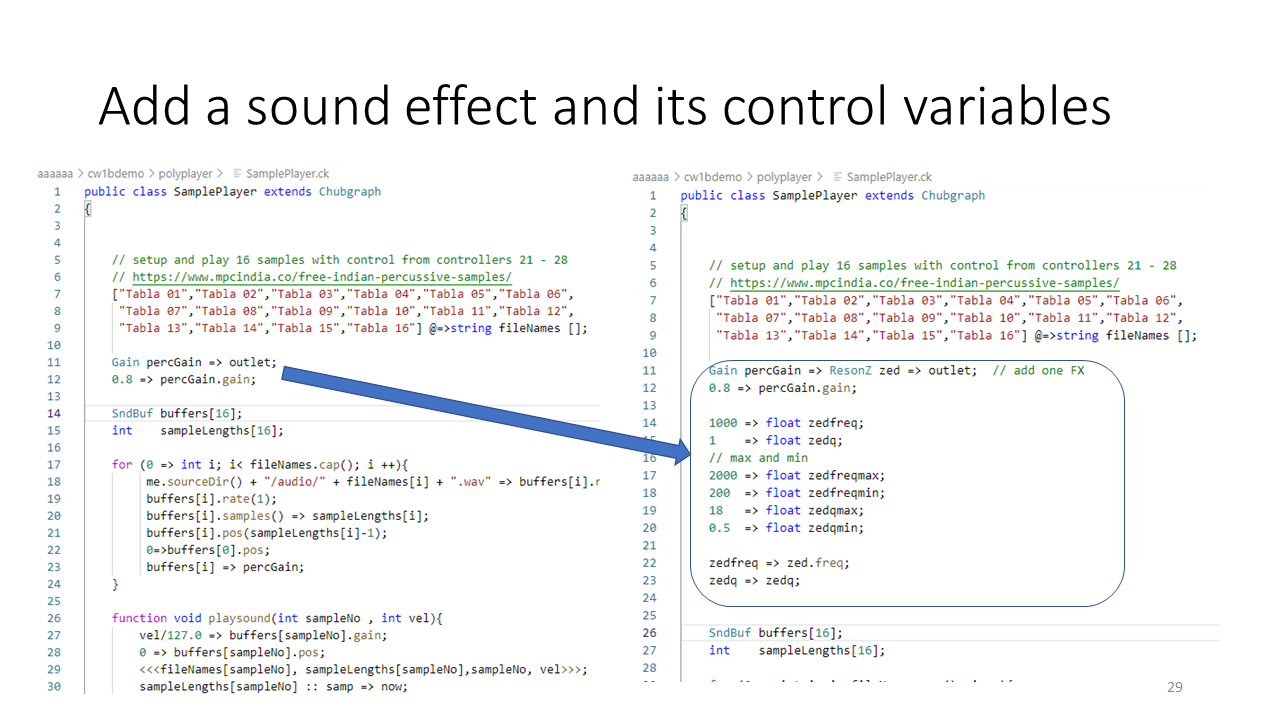 Add a sound effect and its control variables
aaaaaa > cw1bdemo > polyplayer > SamplePlayer.ck
1 public class SamplePlayer extends Chubgraph
2 {
3
4
5 // setup and play 16 samples with control from controllers 21 - 28
6 // https://www.mpcindia.co/free-indian-percussive-samples/
7 ["Tabla 01","Tabla 02","Tabla 03","Tabla 04","Tabla 05","Tabla 06",
8 "Tabla 07","Tabla 08","Tabla 09","Tabla 10","Tabla 11","Tabla 12",
9 "Tabla 13","Tabla 14","Tabla 15","Tabla 16"] @=>string fileNames [];
10
11 Gain percGain => outlet;
12 0.8 => percGain.gain;
13
14 SndBuf buffers[16];
15 int sampleLengths[16];
16
17 for (0 => int i; i< fileNames.cap(); i ++){
18 me.sourceDir() + "/audio/" + fileNames[i] + ".wav" => buffers[i].r
19 buffers[i].rate(1);
20 buffers[i].samples() => sampleLengths[i];
21 buffers[i].pos(sampleLengths[i]-1);
22 0=>buffers[0].pos;
23 buffers[i] => percGain;
24 }
25
26 function void playsound(int sampleNo , int vel){
27 vel/127.0 => buffers[sampleNo].gain;
28 0 => buffers[sampleNo].pos;
29 <<<fileNames[sampleNo], sampleLengths[sampleNo],sampleNo, vel>>>;
30 sampleLengths[sampleNo] :: samp => now;
aaaaaa > cw1bdemo > polyplayer > SamplePlayer.ck
1 public class SamplePlayer extends Chubgraph
2 {
3
4
5 // setup and play 16 samples with control from controllers 21 - 28
6 // https://www.mpcindia.co/free-indian-percussive-samples/
7 ["Tabla 01","Tabla 02","Tabla 03","Tabla 04","Tabla 05","Tabla 06",
8 "Tabla 07","Tabla 08","Tabla 09","Tabla 10","Tabla 11","Tabla 12",
9 "Tabla 13","Tabla 14","Tabla 15","Tabla 16"] @=>string fileNames [];
10
11 Gain percGain => ResonZ zed => outlet; // add one FX
12 0.8 => percGain.gain;
13
14 1000 => float zedfreq;
15 1 => float zedq;
16 // max and min
17 2000 => float zedfreqmax;
18 200 => float zedfreqmin;
19 18 => float zedqmax;
20 0.5 => float zedqmin;
21
22 zedfreq => zed.freq;
23 zedq => zedq;
24
25
26 SndBuf buffers[16];
27 int sampleLengths[16];
28
29